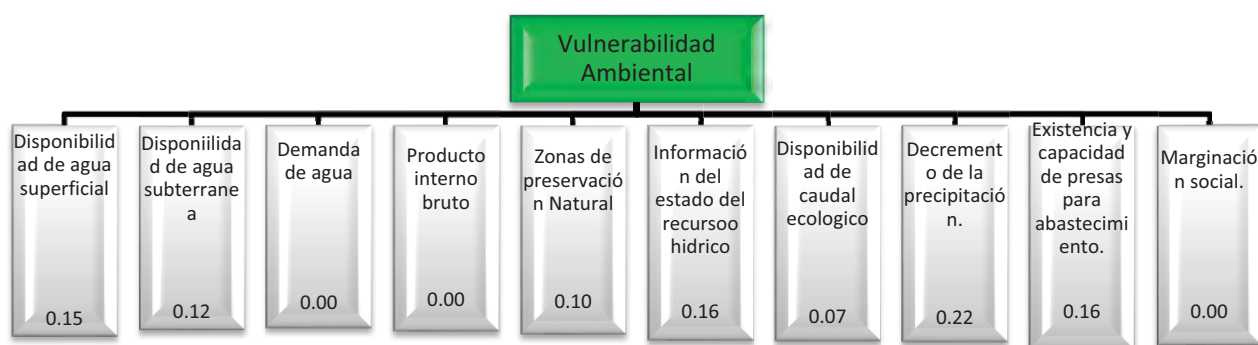 Vulnerabilidad
Ambiental
Disponibilid
ad de agua
superficial
0.15
Disponiilida
d de agua
subterrane
a
0.12
Demanda
de agua
0.00
Producto
interno
bruto
0.00
Zonas de
preservació
n Natural
0.10
Informació
n del
estado del
recursoo
hidrico
0.16
Disponibilid
ad de
caudal
ecologico
0.07
Decrement
o de la
precipitació
n.
0.22
Existencia y
capacidad
de presas
para
abastecimi
ento.
0.16
Marginació
n social.
0.00